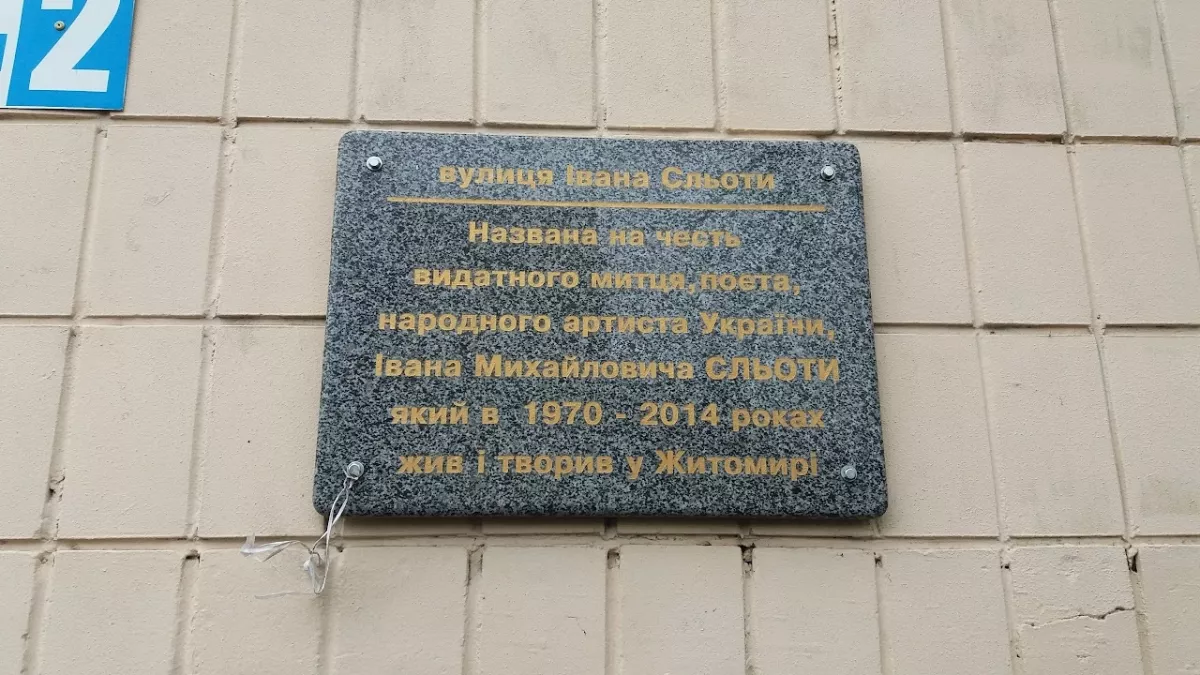 2
вулиця Івана Сльоти
Названа на честь
видатного митця,поета,
народного артиста України,
Івана Михайловича СЛЬОТИ
який в 1970 - 2014 роках
жив і творив у Житомирі